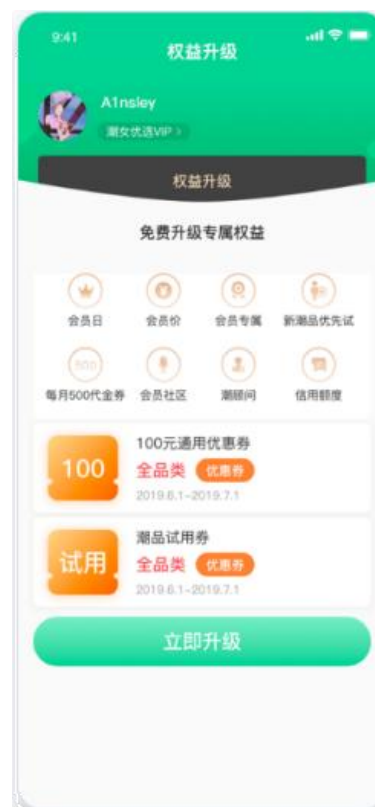 9:41
权益升级
A1nsley
潮女优选VIP >
权益升级
免费升级专属权益
会员日 会员价 会员专属 新潮品优先试
500
每月500代金券 会员社区 潮顾问 信用额度
100
100元通用优惠券
全品类 优惠券
2019.6.1~2019.7.1
试用
潮品试用券
全品类 优惠券
2019.6.1~2019.7.1
立即升级